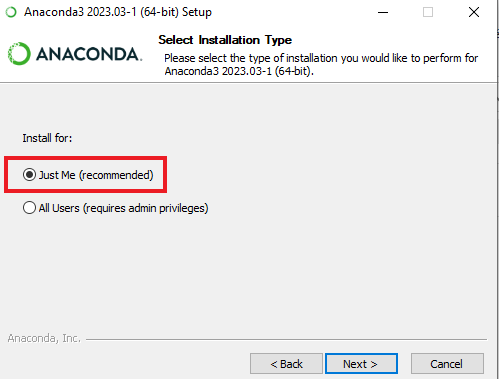 Anaconda3 2023.03-1 (64-bit) Setup
ANACONDA.
Select Installation Type
Please select the type of installation you would like to perform for
Anaconda3 2023.03-1 (64-bit).
Install for:
Just Me (recommended)
All Users (requires admin privileges)
Anaconda, Inc.
< Back
Next >
Cancel